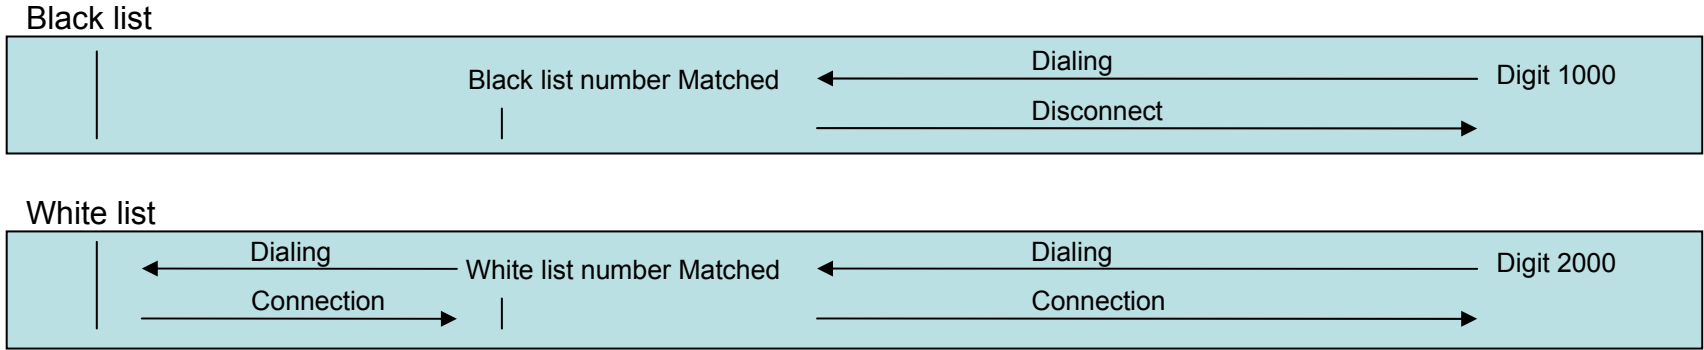 Black list
Dialing
Black list number Matched
Digit 1000
Disconnect
White list
Dialing
White list number Matched
Dialing
Digit 2000
Connection
Connection